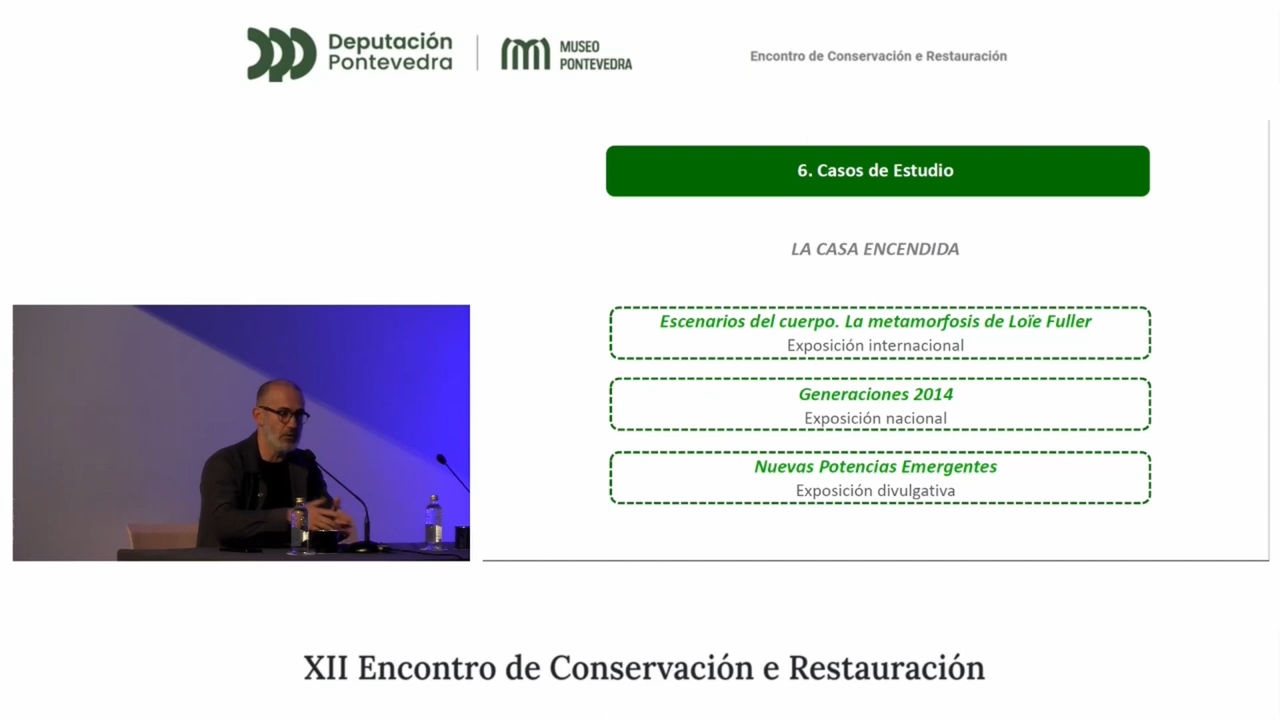 Deputación
Pontevedra
MUSEO
PONTEVEDRA
Encontro de Conservación e Restauración
6. Casos de Estudio
LA CASA ENCENDIDA
Escenarios del cuerpo. La metamorfosis de Loïe Fuller
Exposición internacional
Generaciones 2014
Exposición nacional
Nuevas Potencias Emergentes
Exposición divulgativa
XII Encontro de Conservación e Restauración